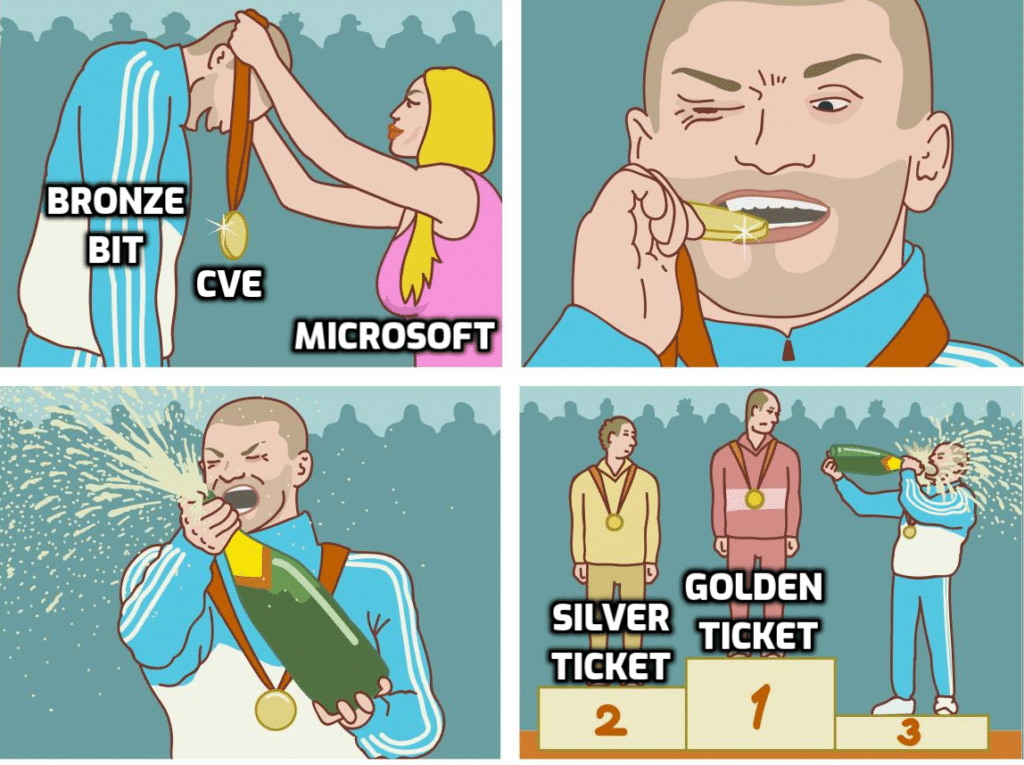 BRONZE
BIT
CVE
MICROSOFT
SILVER
TICKET
GOLDEN
TICKET
2
1
3